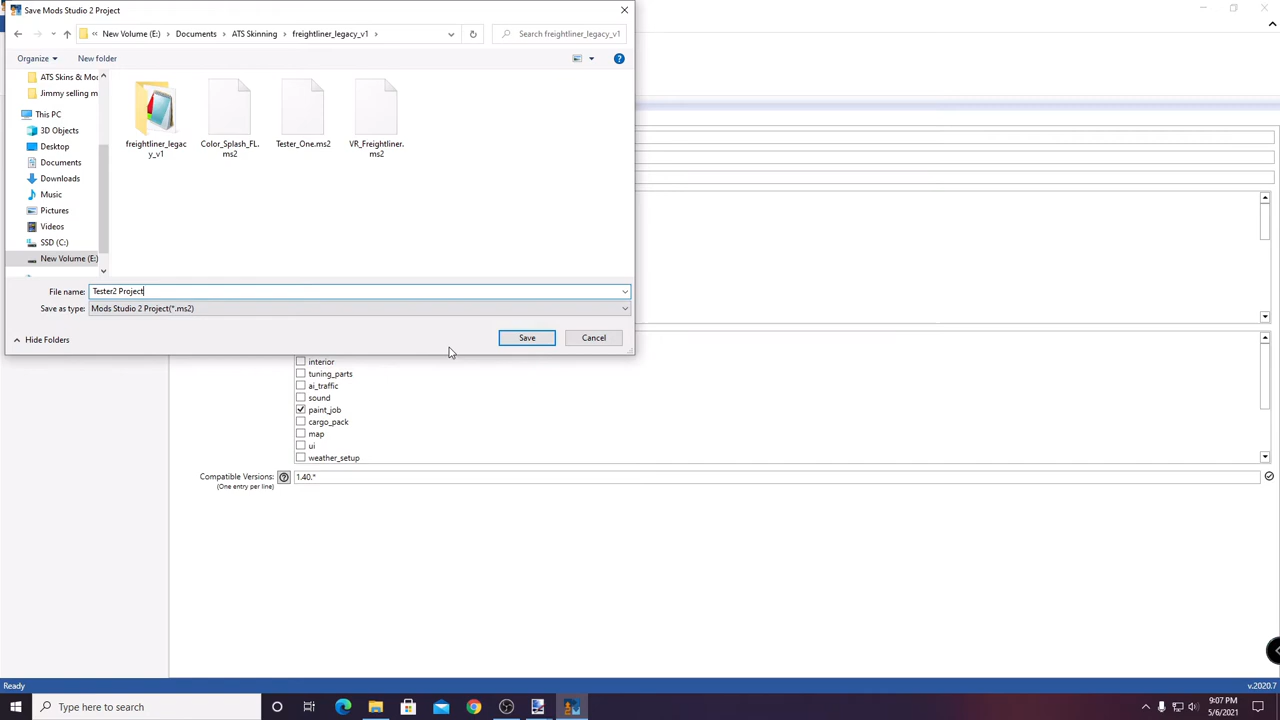 Save Mods Studio 2 Project
« New Volume (E:) > Documents > ATS Skinning > freightliner_legacy_v1 >
Search freightliner_legacy_v1
Organize
New folder
ATS Skins & Mod
Jimmy selling m
This PC
3D Objects
Desktop
Documents
Downloads
Music
Pictures
Videos
SSD (C:)
New Volume (E:)
freightliner_legac
y_v1
Color_Splash_FL.
ms2
Tester_One.ms2
VR_Freightliner.
ms2
File name: Tester2 Project
Save as type: Mods Studio 2 Project(*.ms2)
Hide Folders
Save
Cancel
interior
tuning_parts
ai_traffic
sound
paint_job
cargo_pack
map
ui
weather_setup
Compatible Versions: 1.40.*
(One entry per line)
Ready
v.2020.7
Type here to search
9:07 PM
5/6/2021